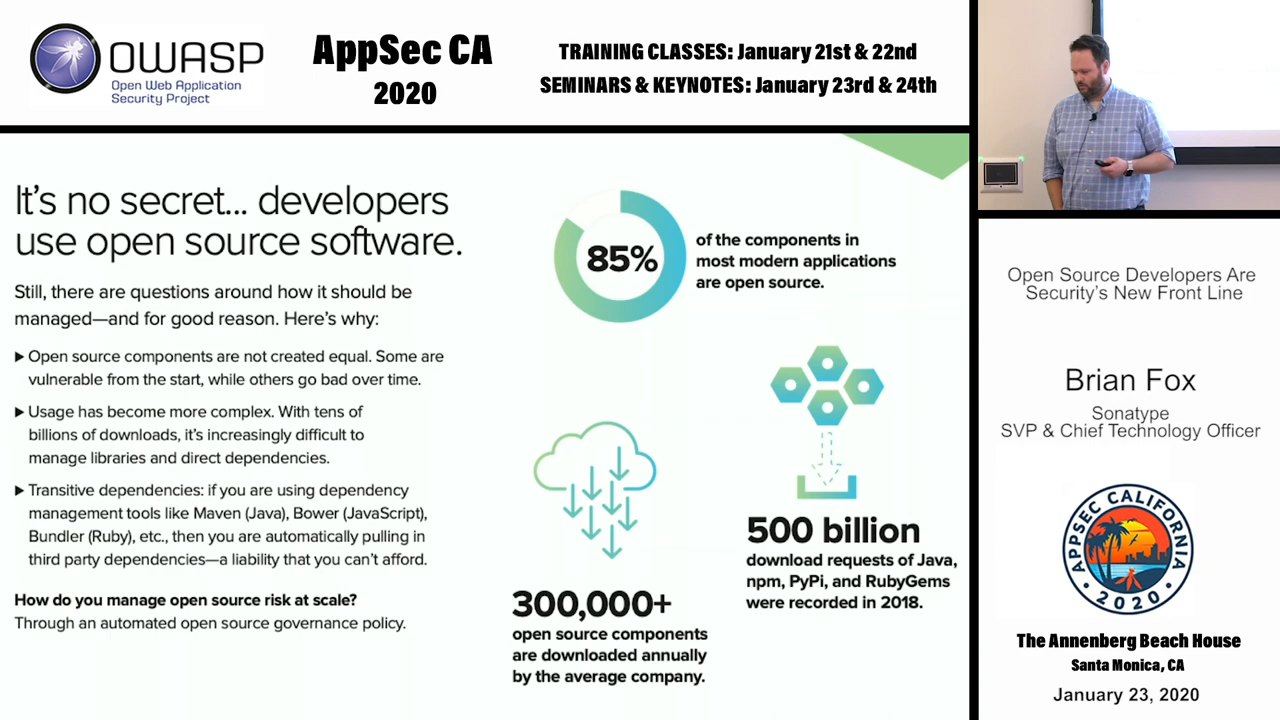 OWASP
Open Web Application
Security Project
AppSec CA
2020
TRAINING CLASSES: January 21st & 22nd
SEMINARS & KEYNOTES: January 23rd & 24th
It's no secret... developers
use open source software.
Still, there are questions around how it should be
managed—and for good reason. Here's why:
▶ Open source components are not created equal. Some are
vulnerable from the start, while others go bad over time.
▶ Usage has become more complex. With tens of
billions of downloads, it's increasingly difficult to
manage libraries and direct dependencies.
▶ Transitive dependencies: if you are using dependency
management tools like Maven (Java), Bower (JavaScript),
Bundler (Ruby), etc., then you are automatically pulling in
third party dependencies—a liability that you can't afford.
How do you manage open source risk at scale?
Through an automated open source governance policy.
85%
of the components in
most modern applications
are open source.
500 billion
download requests of Java,
npm, PyPi, and RubyGems
were recorded in 2018.
300,000+
open source components
are downloaded annually
by the average company.
Open Source Developers Are
Security's New Front Line
Brian Fox
Sonatype
SVP & Chief Technology Officer
APPSEC CALIFORNIA
• 2020 •
The Annenberg Beach House
Santa Monica, CA
January 23, 2020